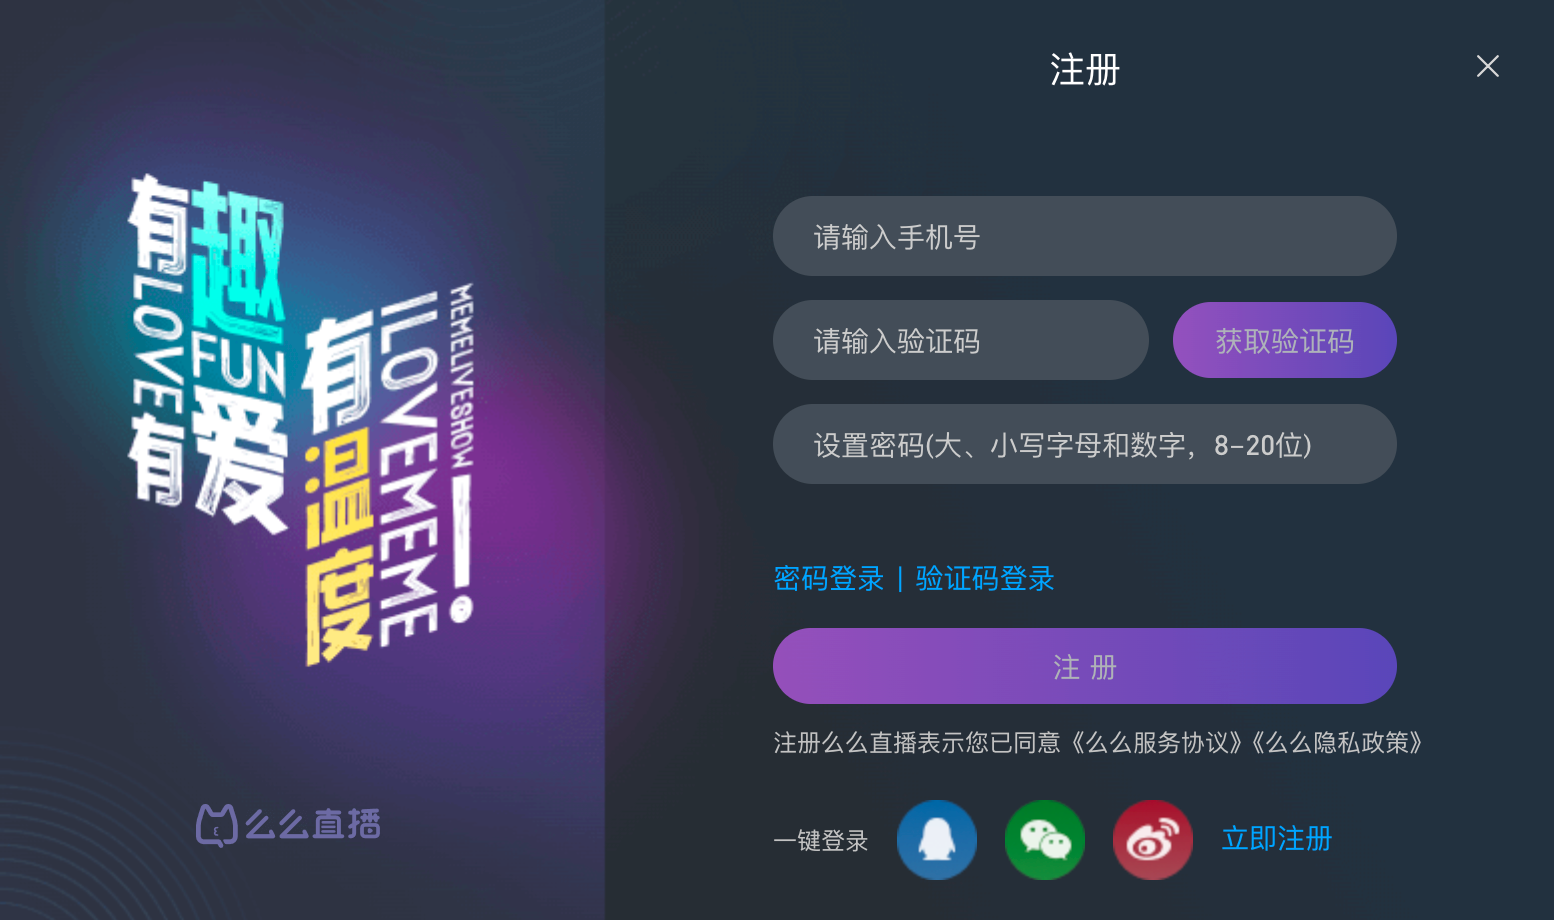 有趣
ILOVE FUN
有爱
有温度
ILOVEMEME
MEMELIVESHOW!
么么直播
注册
请输入手机号
请输入验证码
获取验证码
设置密码(大、小写字母和数字，8-20位)
密码登录 | 验证码登录
注 册
注册么么直播表示您已同意《么么服务协议》《么么隐私政策》
一键登录
立即注册